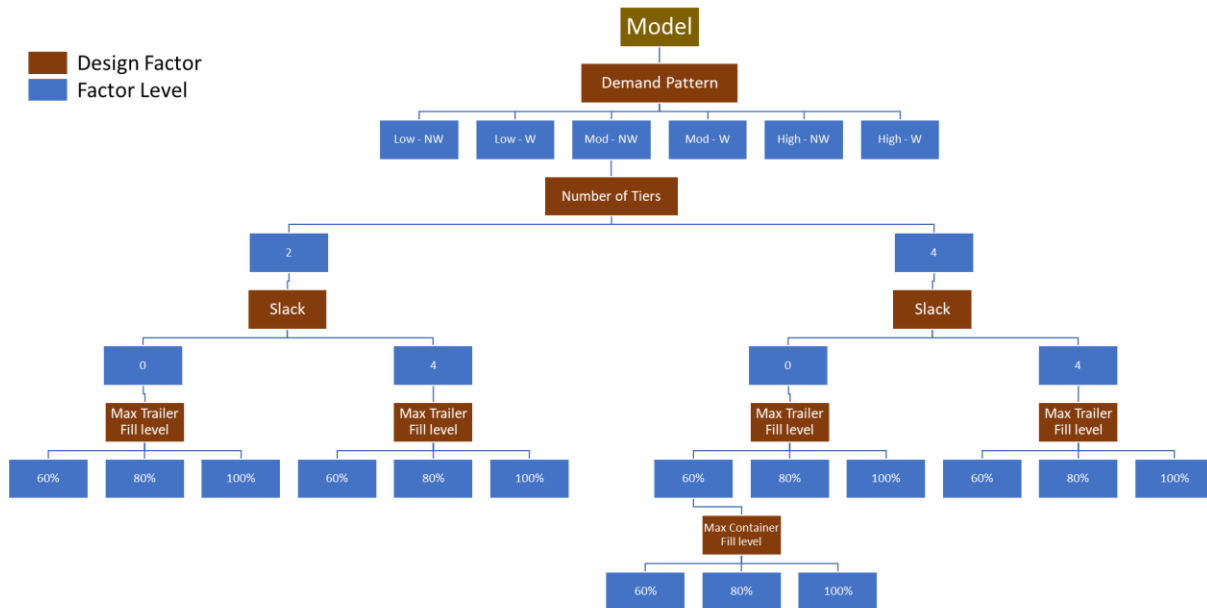 Model
Design Factor
Factor Level
Demand Pattern
Low - NW
Low - W
Mod - NW
Mod - W
High - NW
High - W
Number of Tiers
2
4
Slack
Slack
0
4
0
4
Max Trailer
Fill level
Max Trailer
Fill level
Max Trailer
Fill level
Max Trailer
Fill level
60%
80%
100%
60%
80%
100%
60%
80%
100%
60%
80%
100%
Max Container
Fill level
60%
80%
100%